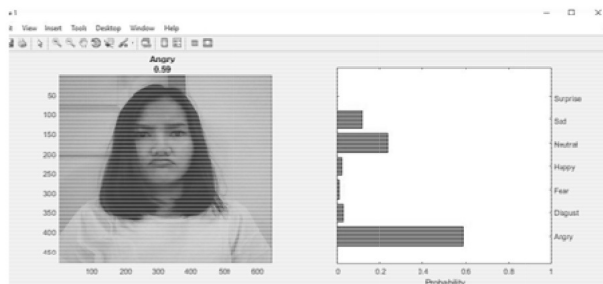 View Insert Tools Desktop Window Help
Angry
0.59
50
100
150
200
250
300
350
400
450
100 200 300 400 500 600
Surprise
Sad
Neutral
Happy
Fear
Disgust
Angry
0 0.2 0.4 0.6 0.8 1
Probability